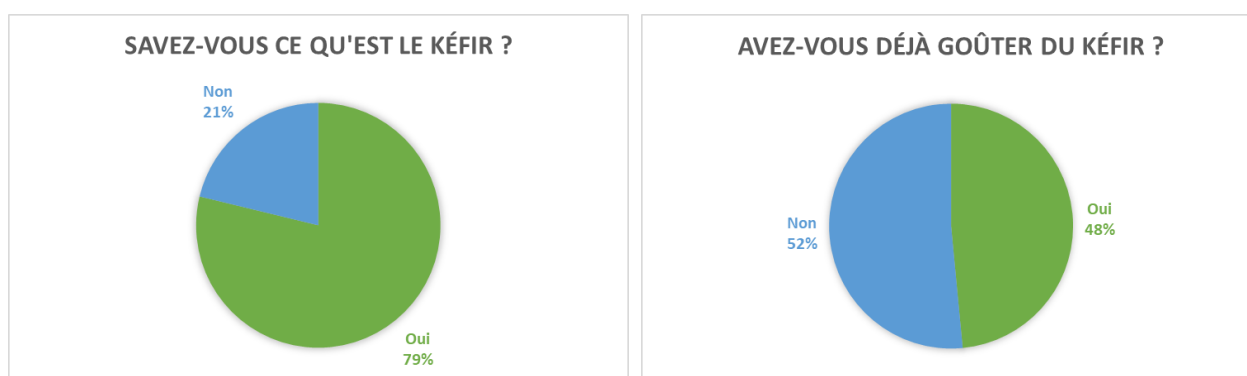 SAVEZ-VOUS CE QU'EST LE KÉFIR ?
Non
21%
Oui
79%
AVEZ-VOUS DÉJÀ GOÛTER DU KÉFIR ?
Non
52%
Oui
48%